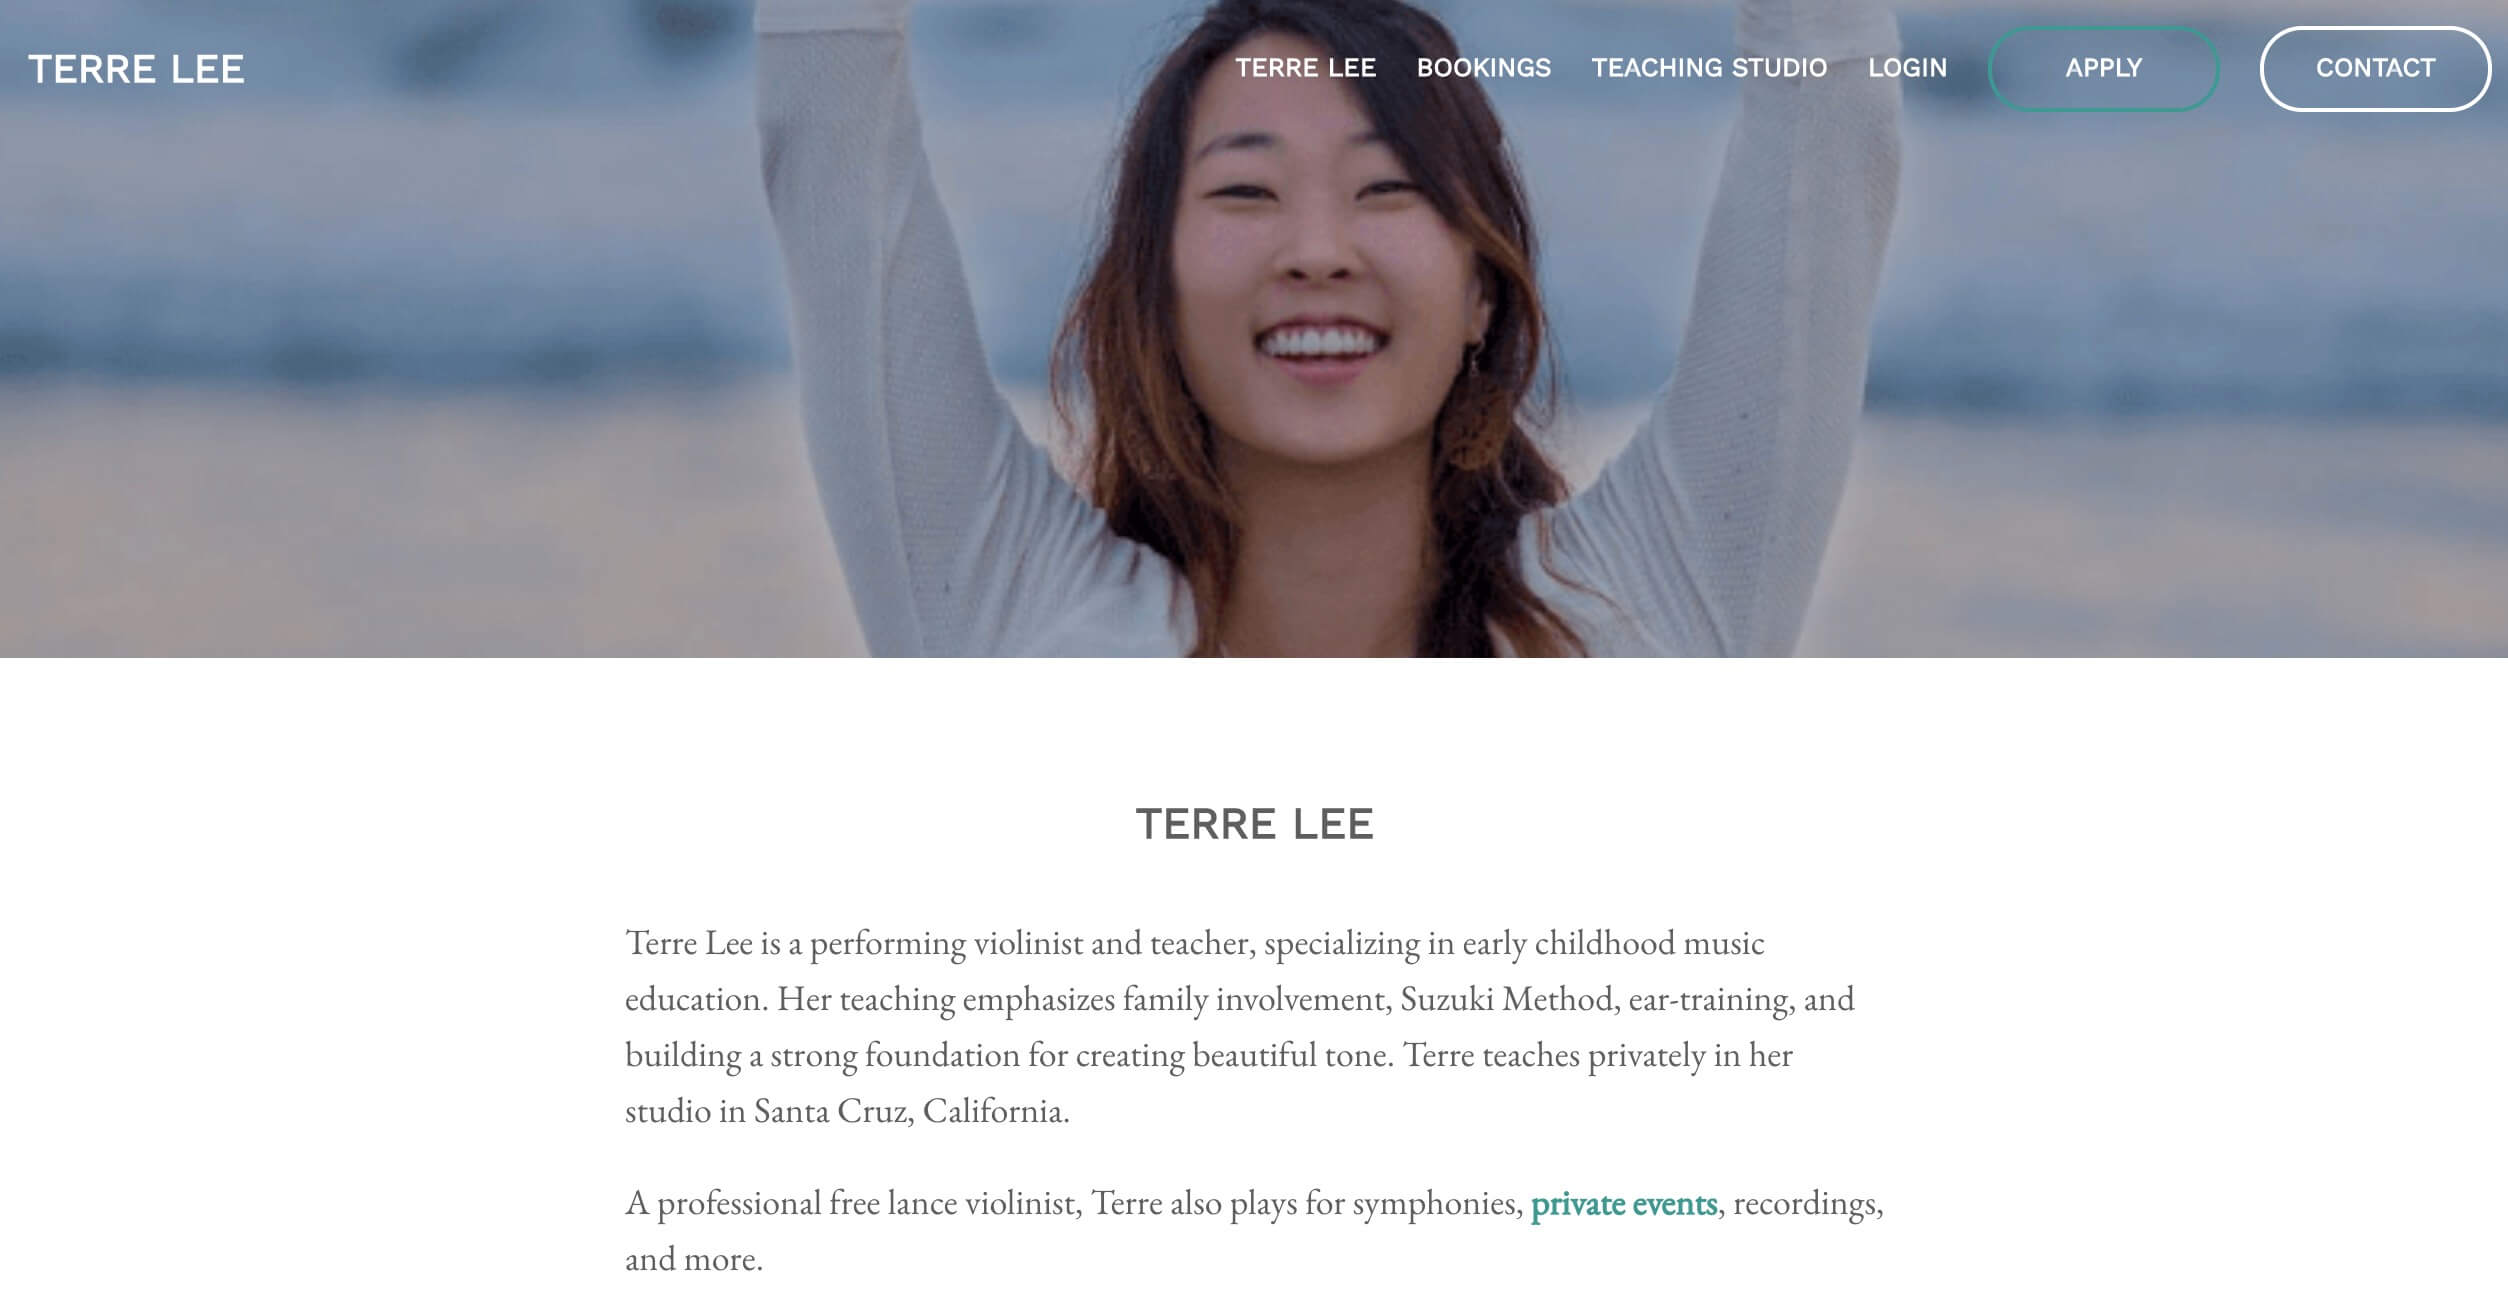 TERRE LEE
TERRE LEE BOOKINGS TEACHING STUDIO LOGIN APPLY CONTACT
TERRE LEE
Terre Lee is a performing violinist and teacher, specializing in early childhood music
education. Her teaching emphasizes family involvement, Suzuki Method, ear-training, and
building a strong foundation for creating beautiful tone. Terre teaches privately in her
studio in Santa Cruz, California.
A professional free lance violinist, Terre also plays for symphonies, private events, recordings,
and more.